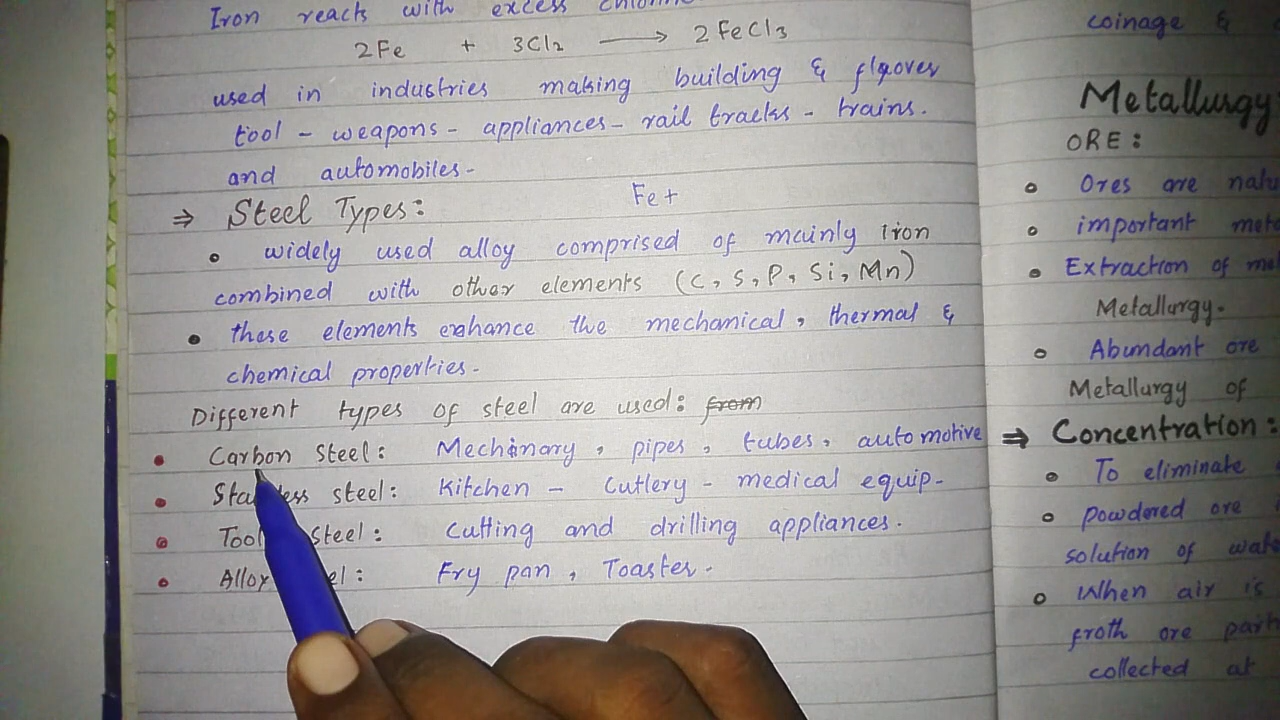 Iron reacts with excess
2Fe + 3Cl₂ ⟶ 2FeCl₃
used in industries making building & flyover
tool - weapons - appliances - rail tracks - trains.
and automobiles -
⇒ Steel Types: Fe+
• widely used alloy comprised of mainly iron
combined with other elements (C, S, P, Si, Mn)
• these elements enhance the mechanical, thermal &
chemical properties -
Different types of steel are used: from
• Carbon Steel: Mechinary, pipes, tubes, automotive
• steel: Kitchen - Cutlery - medical equip -
• Tool Steel: Cutting and drilling appliances.
• Alloy Fry pan, Toaster.
coinage &
Metallurgy
ORE:
• Ores are
• important
• Extraction of
Metallurgy.
• Abundant ore
Metallurgy of
⇒ Concentration:
• To eliminate
• powdered ore
solution of
• When air is
froth ore
collected at